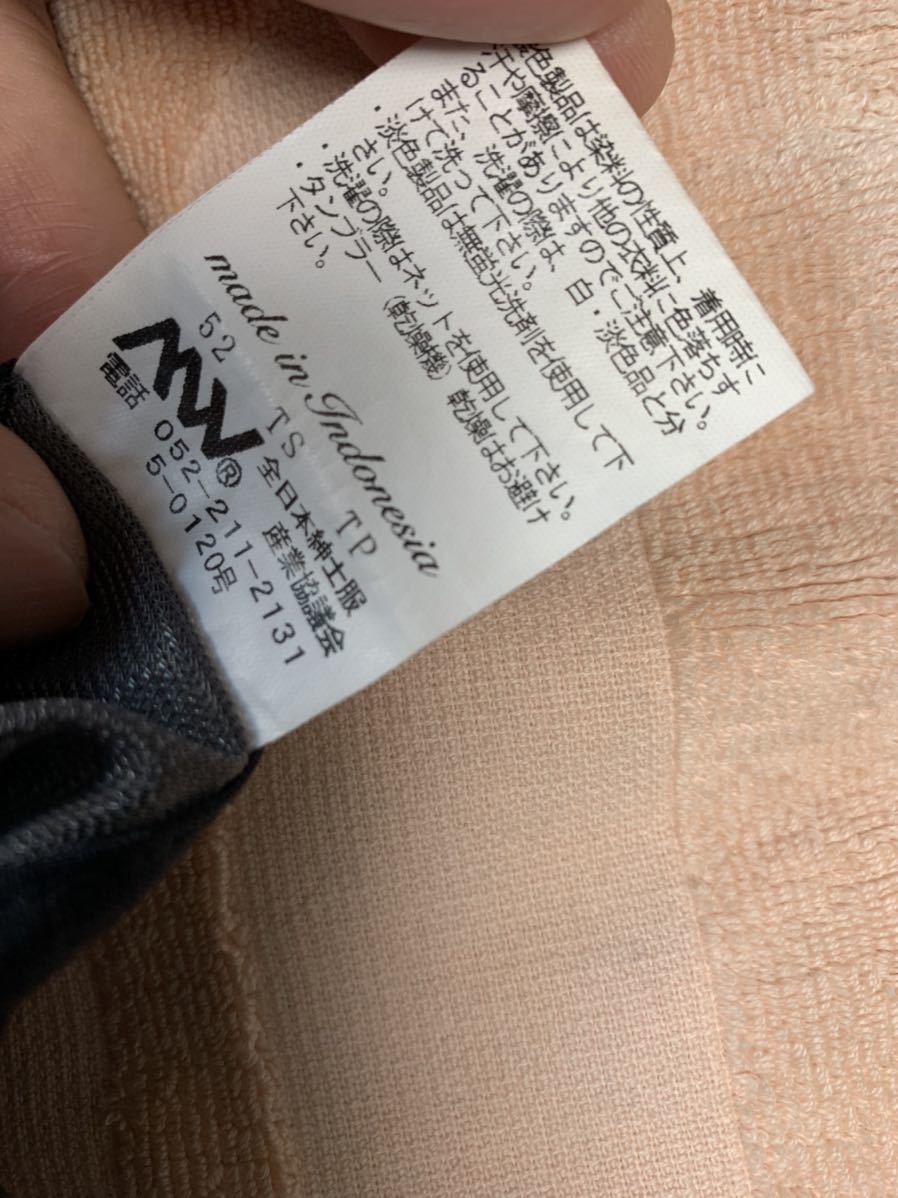 色製品は染料の性質上、着用時に
汗や摩擦により他の衣料に色落ちす
ることがありますのでご注意下さい。
また、洗濯の際は、白・淡色品と分
けて洗って下さい。
・淡色製品は無蛍光洗剤を使用して下
さい。
・洗濯の際はネットを使用して下さい。
・タンブラー（乾燥機）乾燥はお避け
下さい。
made in Indonesia
52 TS TP
® 全日本紳士服
産業協議会
電話 052-211-2131
5-0120号